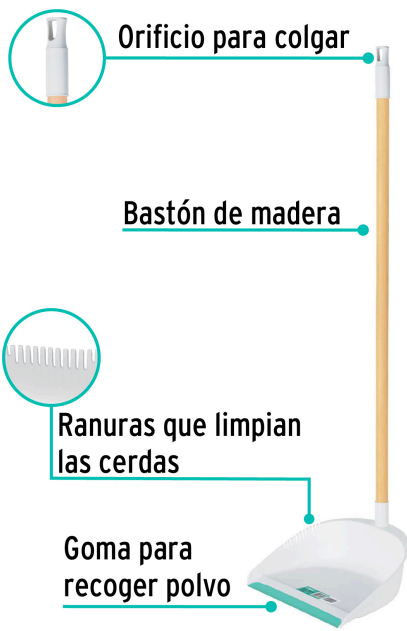 Orificio para colgar
Bastón de madera
Ranuras que limpian
las cerdas
Goma para
recoger polvo